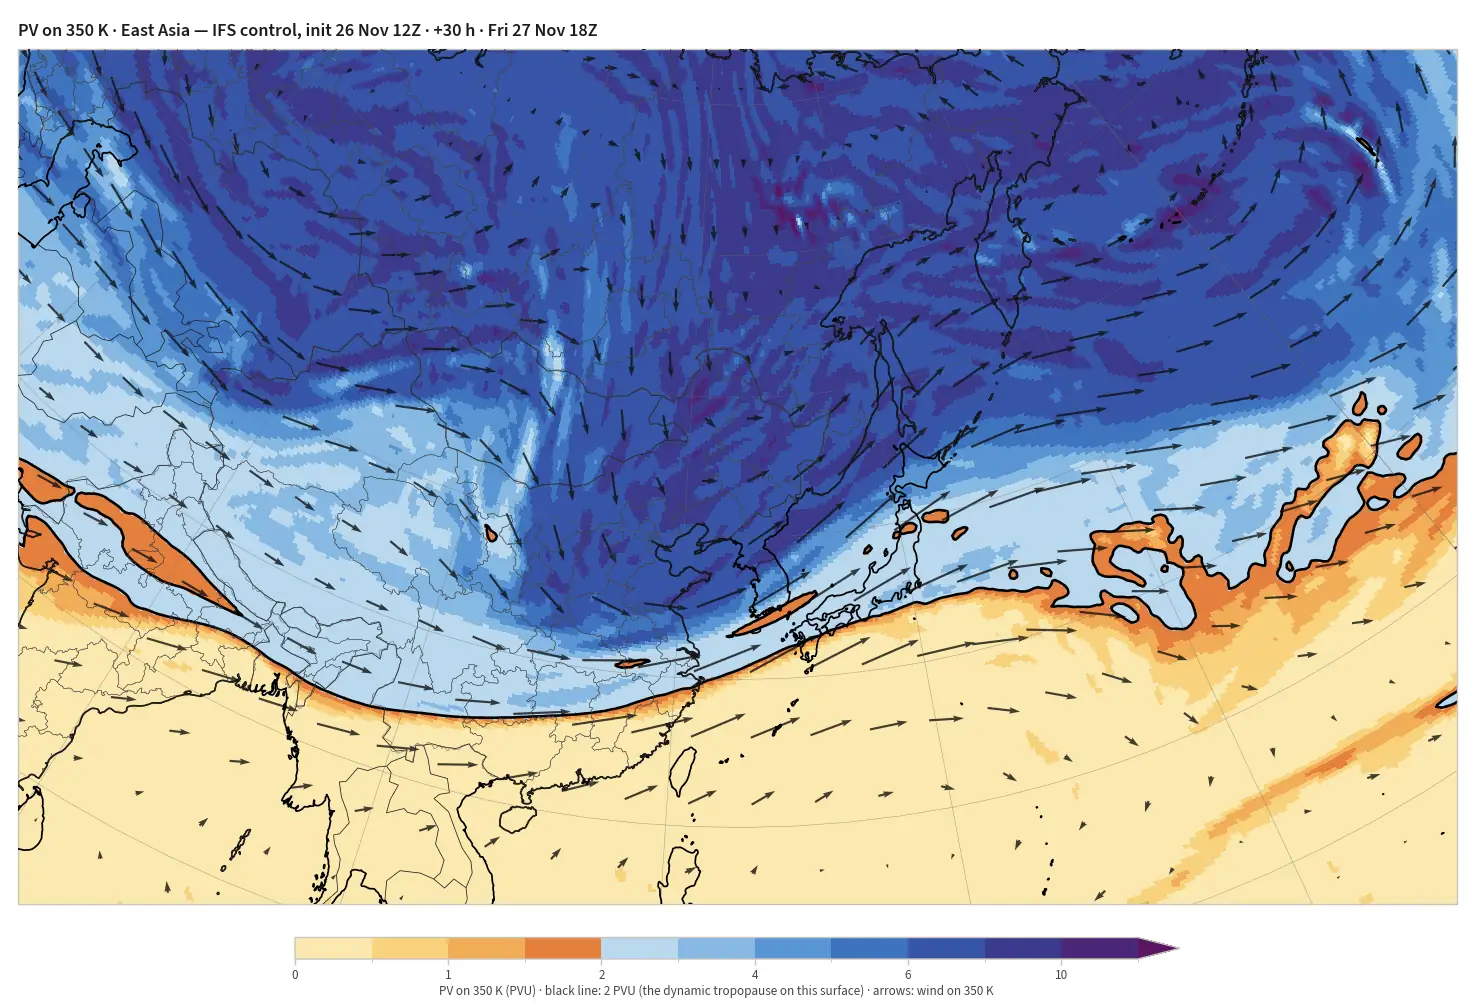 PV on 350 K · East Asia — IFS control, init 26 Nov 12Z · +30 h · Fri 27 Nov 18Z
0 1 2 4 6 10
PV on 350 K (PVU) · black line: 2 PVU (the dynamic tropopause on this surface) · arrows: wind on 350 K